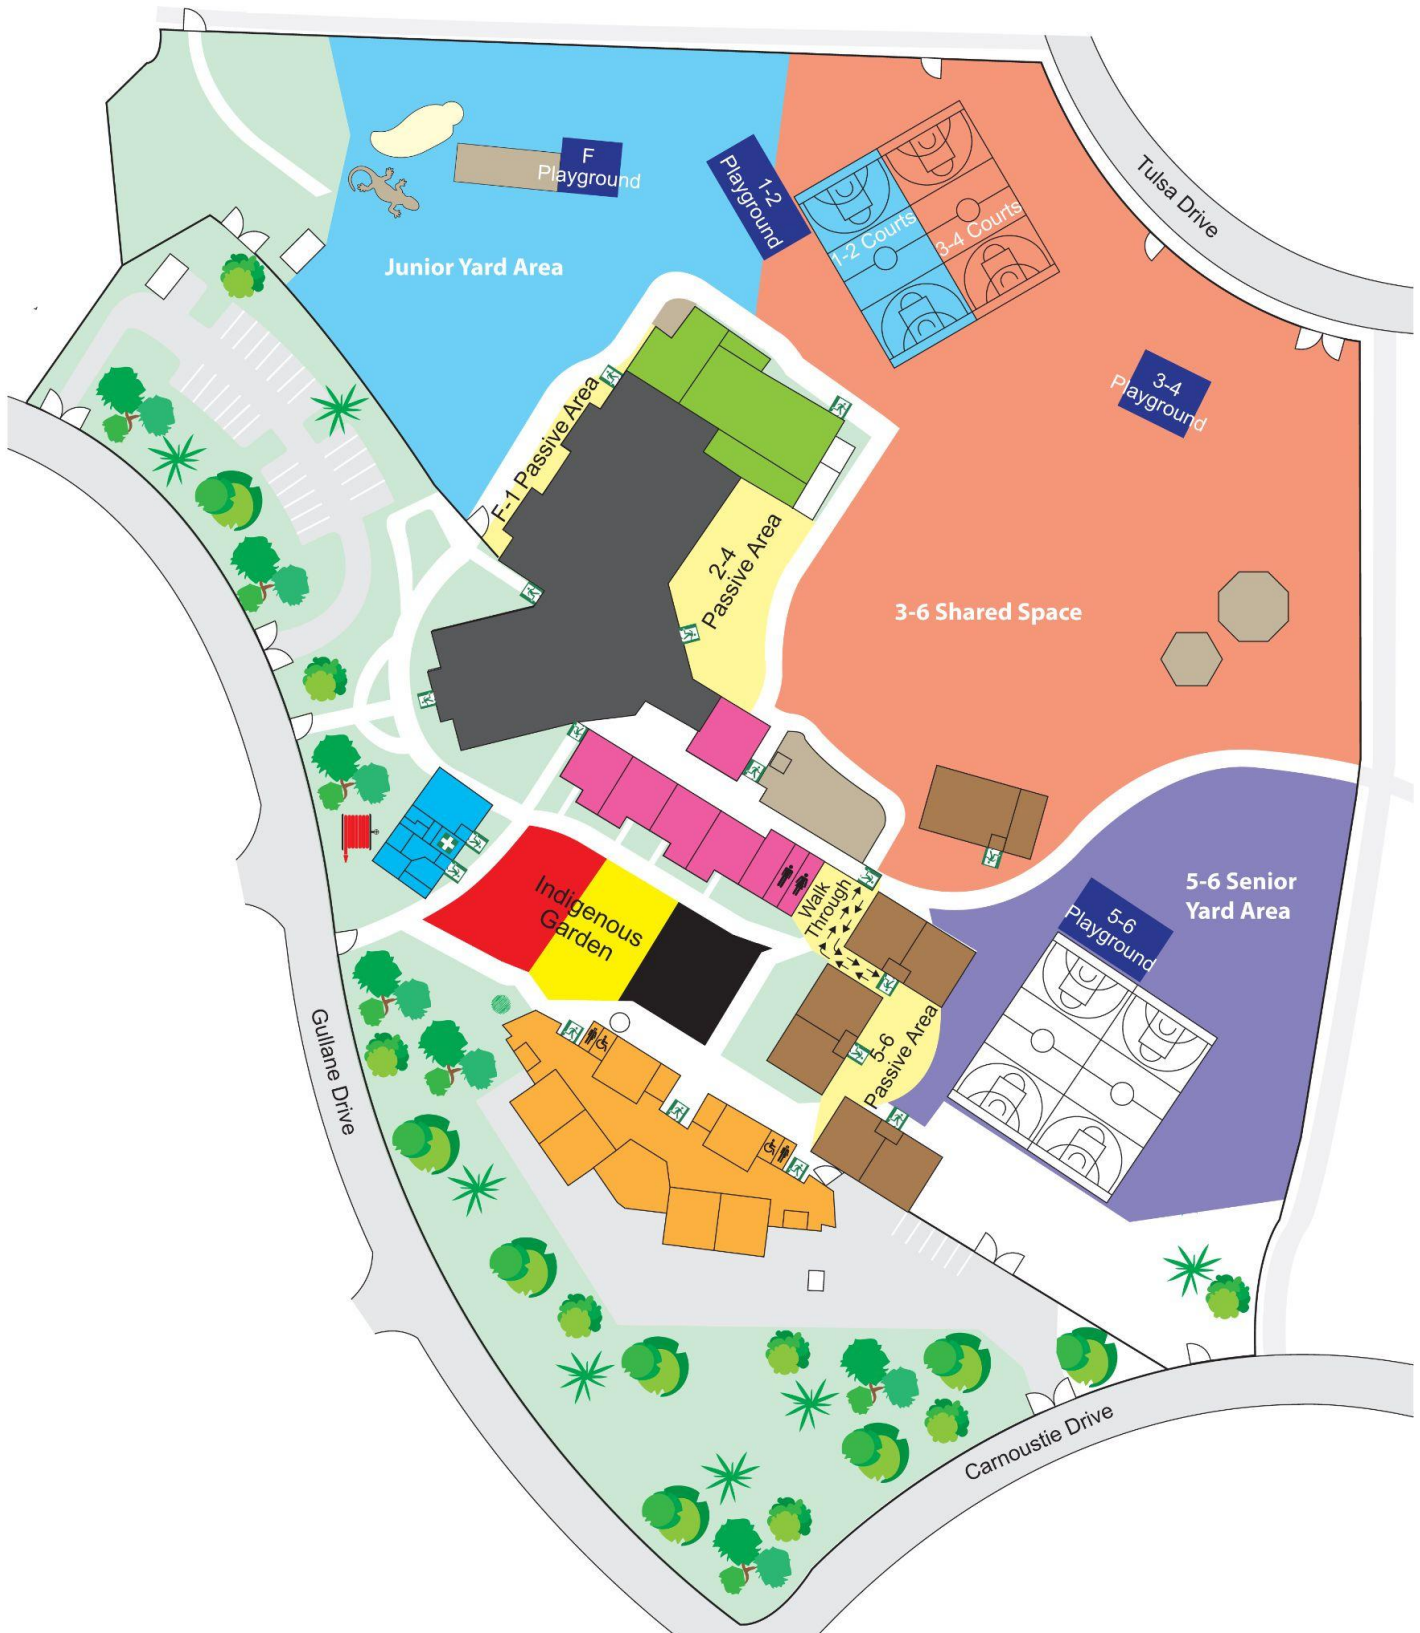 F
Playground
1-2
Playground
Tulsa Drive
1-2 Courts
3-4 Courts
Junior Yard Area
3-4
Playground
F-1 Passive Area
2-4
Passive Area
3-6 Shared Space
Indigenous
Garden
Walk
Through
5-6 Senior
Yard Area
5-6
Playground
5-6
Passive Area
Gullane Drive
Carnoustie Drive